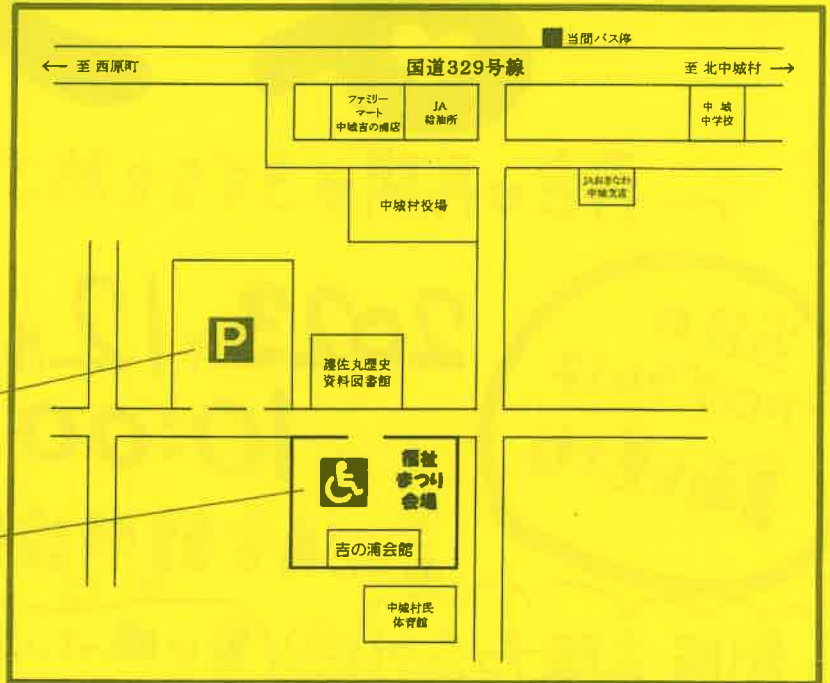 当間バス停
← 至 西原町
国道329号線
至 北中城村 →
ファミリー
マート
中城吉の浦店
JA
給油所
中 城
中学校
中城村役場
JAおきなわ
中城支店
P
護佐丸歴史
資料図書館
福祉
まつり
会場
吉の浦会館
中城村民
体育館